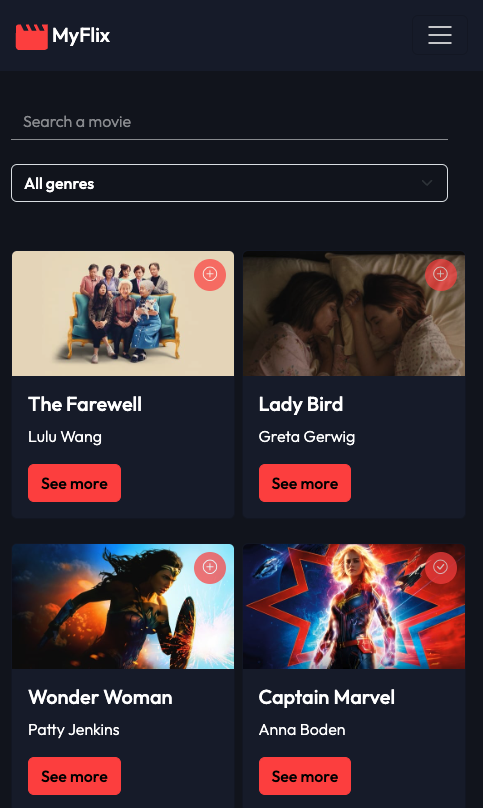 MyFlix
Search a movie
All genres
The Farewell
Lulu Wang
See more
Lady Bird
Greta Gerwig
See more
Wonder Woman
Patty Jenkins
See more
Captain Marvel
Anna Boden
See more